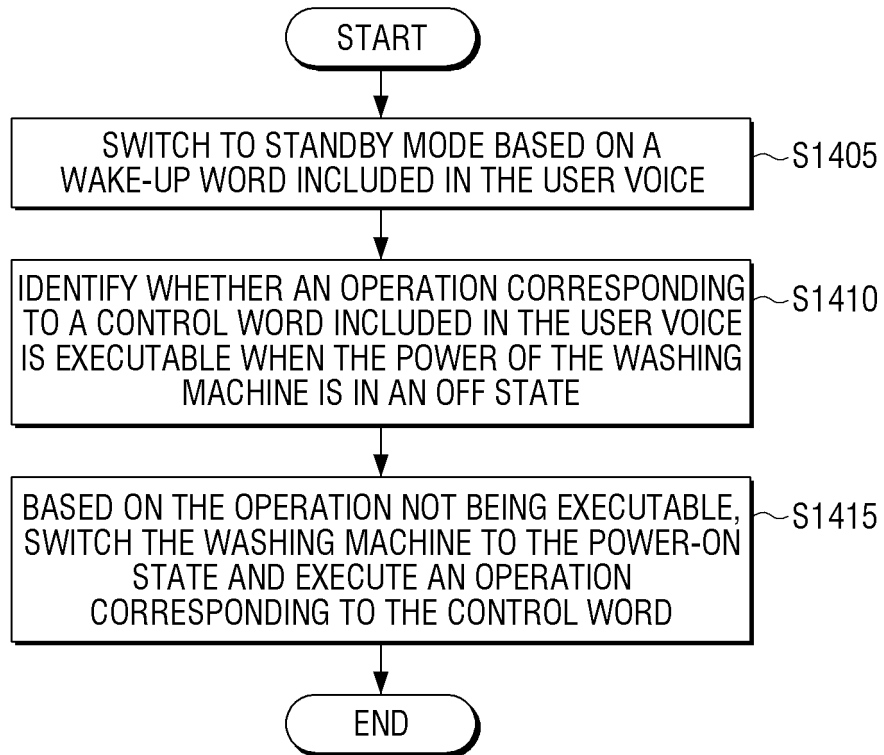 START
SWITCH TO STANDBY MODE BASED ON A
WAKE-UP WORD INCLUDED IN THE USER VOICE
S1405
IDENTIFY WHETHER AN OPERATION CORRESPONDING
TO A CONTROL WORD INCLUDED IN THE USER VOICE
IS EXECUTABLE WHEN THE POWER OF THE WASHING
MACHINE IS IN AN OFF STATE
S1410
BASED ON THE OPERATION NOT BEING EXECUTABLE,
SWITCH THE WASHING MACHINE TO THE POWER-ON
STATE AND EXECUTE AN OPERATION
CORRESPONDING TO THE CONTROL WORD
S1415
END